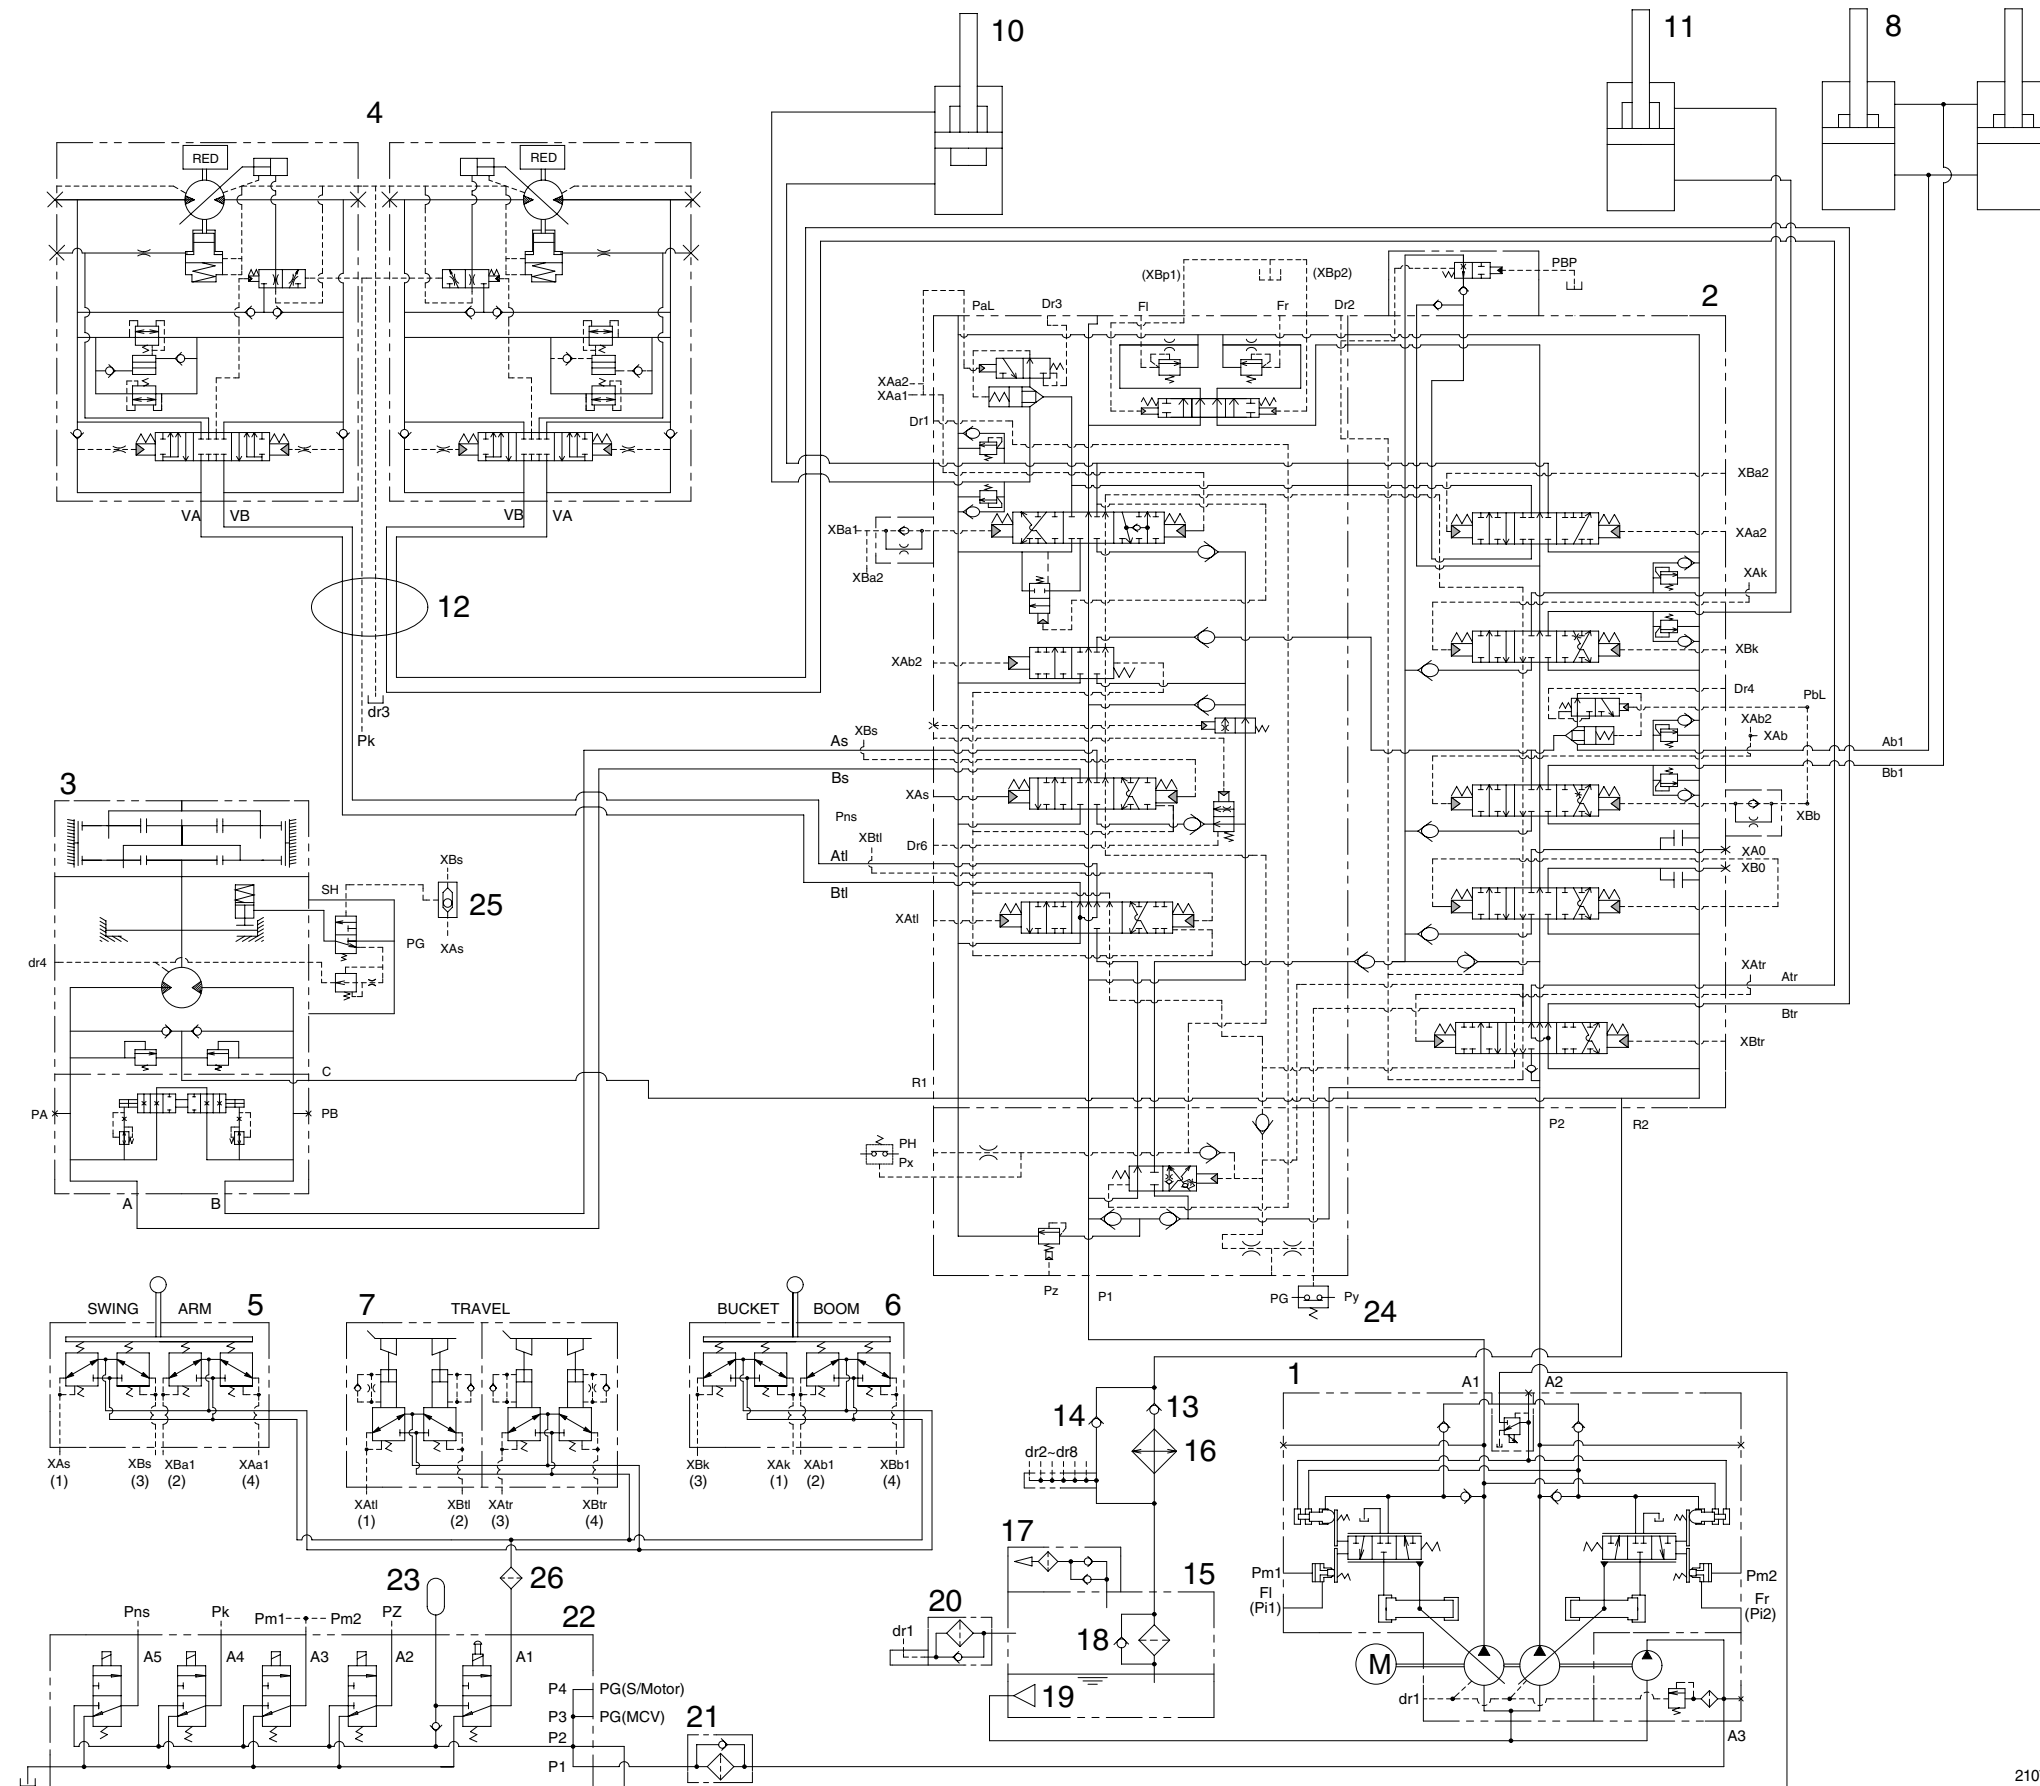 10
11
8
4
RED
RED
(XBp1)
(XBp2)
PBP
2
PaL
Dr3
Fl
Fr
Dr2
XAa2
XAa1
Dr1
XBa2
VA
VB
VB
VA
XBa1
XAa2
XBa2
XAk
12
XAb2
XBk
Dr4
PbL
dr3
XAb2
XAb
Pk
XBs
As
Ab1
Bs
Bb1
3
XAs
Pns
XBb
XBtl
Dr6
XA0
XBs
Atl
XB0
SH
Btl
25
XAtl
PG
XAs
dr4
XAtr
Atr
Btr
XBtr
C
R1
PA
PB
P2
R2
PH
Px
A
B
Pz
P1
PG
Py
24
SWING
ARM
5
7
TRAVEL
BUCKET
BOOM
6
1
A1
A2
14
13
16
dr2~dr8
XAs
XBs
XBa1
XAa1
XBk
XAk
XAb1
XBb1
(1)
(3)
(2)
(4)
(3)
(1)
(2)
(4)
XAtl
XBtl
XAtr
XBtr
(1)
(2)
(3)
(4)
17
15
23
26
Pm1
Pm2
Fl
(Pi1)
Fr
(Pi2)
20
Pns
Pk
Pm1
Pm2
PZ
22
dr1
18
A5
A4
A3
A2
A1
M
P4
PG(S/Motor)
19
dr1
P3
PG(MCV)
21
P2
A3
P1
210